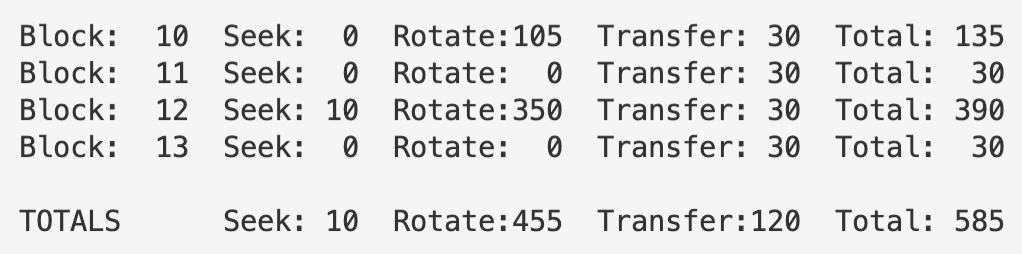 Block:  10  Seek:  0  Rotate:105  Transfer: 30  Total: 135
Block:  11  Seek:  0  Rotate:  0  Transfer: 30  Total:  30
Block:  12  Seek: 10  Rotate:350  Transfer: 30  Total: 390
Block:  13  Seek:  0  Rotate:  0  Transfer: 30  Total:  30

TOTALS      Seek: 10  Rotate:455  Transfer:120  Total: 585